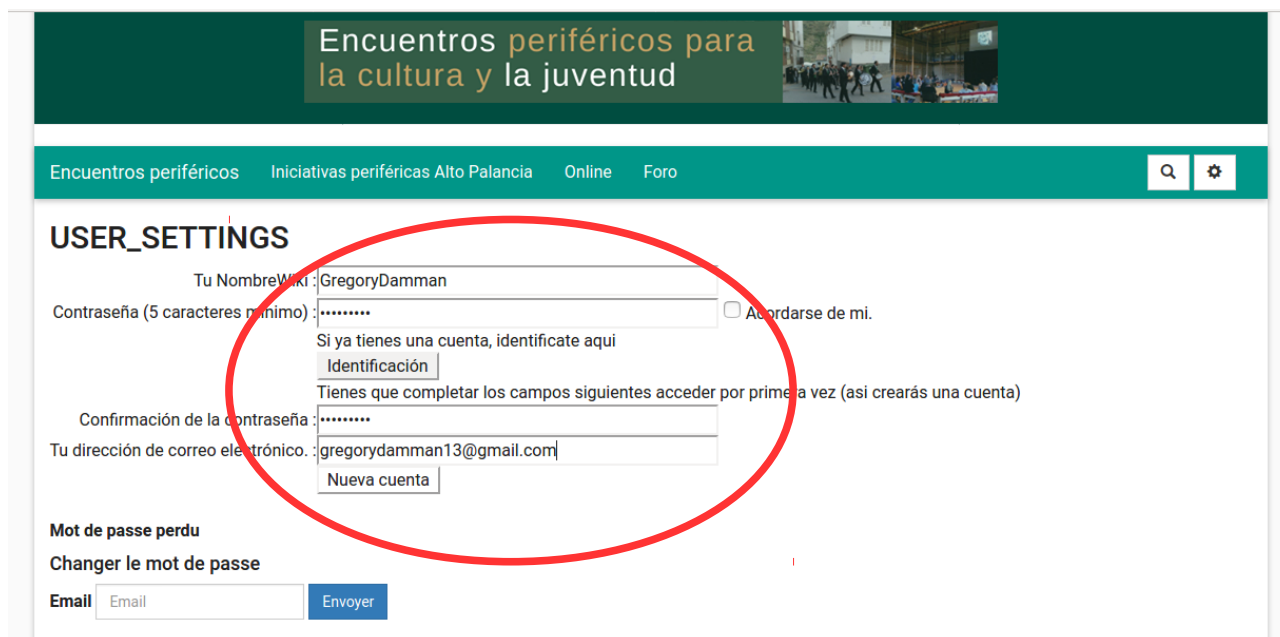 Encuentros periféricos para
la cultura y la juventud
Encuentros periféricos Iniciativas periféricas Alto Palancia Online Foro
USER_SETTINGS
Tu NombreWiki : GregoryDamman
Contraseña (5 caracteres mínimo) : ••••••••• Acordarse de mi.
Si ya tienes una cuenta, identificate aqui
Identificación
Tienes que completar los campos siguientes acceder por primera vez (asi crearás una cuenta)
Confirmación de la contraseña : •••••••••
Tu dirección de correo electrónico. : gregorydamman13@gmail.com
Nueva cuenta
Mot de passe perdu
Changer le mot de passe
Email Email Envoyer